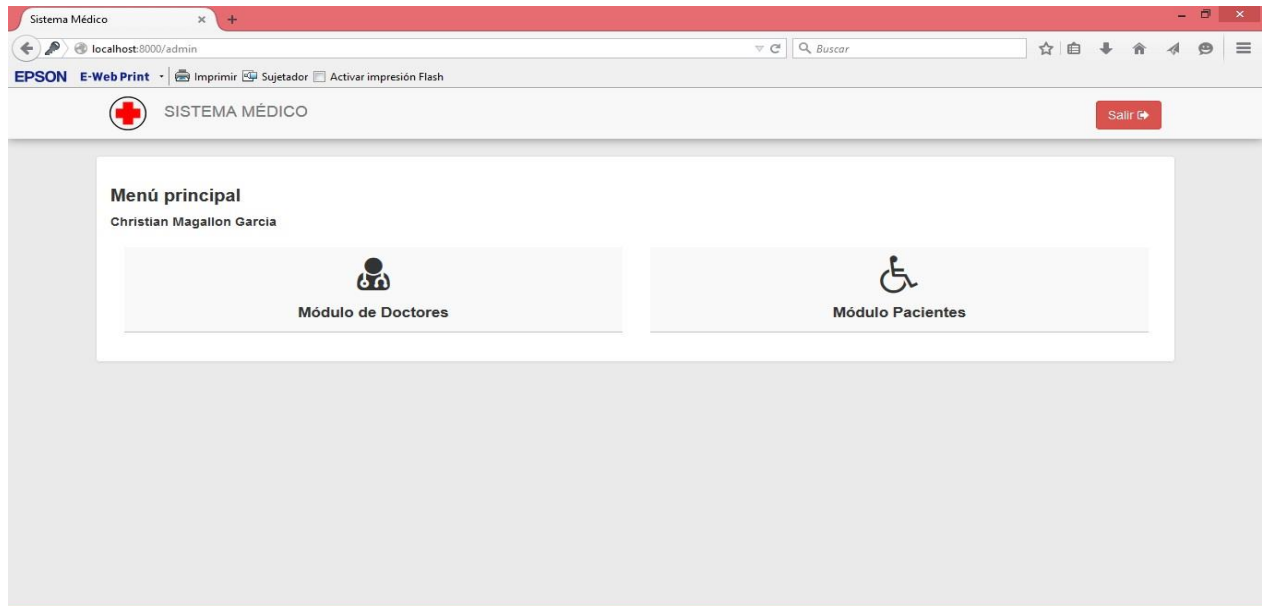 Sistema Médico
localhost:8000/admin
Buscar
EPSON E-Web Print Imprimir Sujetador Activar impresión Flash
SISTEMA MÉDICO
Salir
Menú principal
Christian Magallon Garcia
Módulo de Doctores
Módulo Pacientes